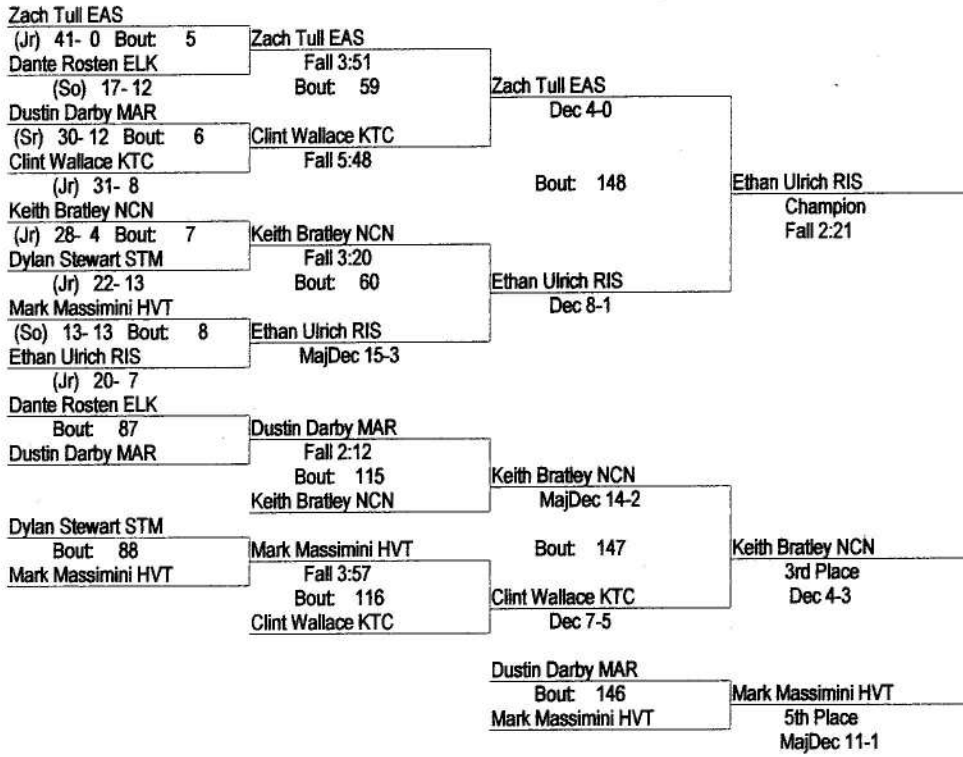 Zach Tull EAS
(Jr) 41- 0 Bout: 5
Dante Rosten ELK
(So) 17- 12
Dustin Darby MAR
(Sr) 30- 12 Bout: 6
Clint Wallace KTC
(Jr) 31- 8
Keith Bratley NCN
(Jr) 28- 4 Bout: 7
Dylan Stewart STM
(Jr) 22- 13
Mark Massimini HVT
(So) 13- 13 Bout: 8
Ethan Ulrich RIS
(Jr) 20- 7
Dante Rosten ELK
Bout: 87
Dustin Darby MAR
Dylan Stewart STM
Bout: 88
Mark Massimini HVT
Zach Tull EAS
Fall 3:51
Bout: 59
Clint Wallace KTC
Fall 5:48
Keith Bratley NCN
Fall 3:20
Bout: 60
Ethan Ulrich RIS
MajDec 15-3
Dustin Darby MAR
Fall 2:12
Bout: 115
Keith Bratley NCN
Mark Massimini HVT
Fall 3:57
Bout: 116
Clint Wallace KTC
Zach Tull EAS
Dec 4-0
Bout: 148
Ethan Ulrich RIS
Dec 8-1
Keith Bratley NCN
MajDec 14-2
Bout: 147
Clint Wallace KTC
Dec 7-5
Dustin Darby MAR
Bout: 146
Mark Massimini HVT
Ethan Ulrich RIS
Champion
Fall 2:21
Keith Bratley NCN
3rd Place
Dec 4-3
Mark Massimini HVT
5th Place
MajDec 11-1